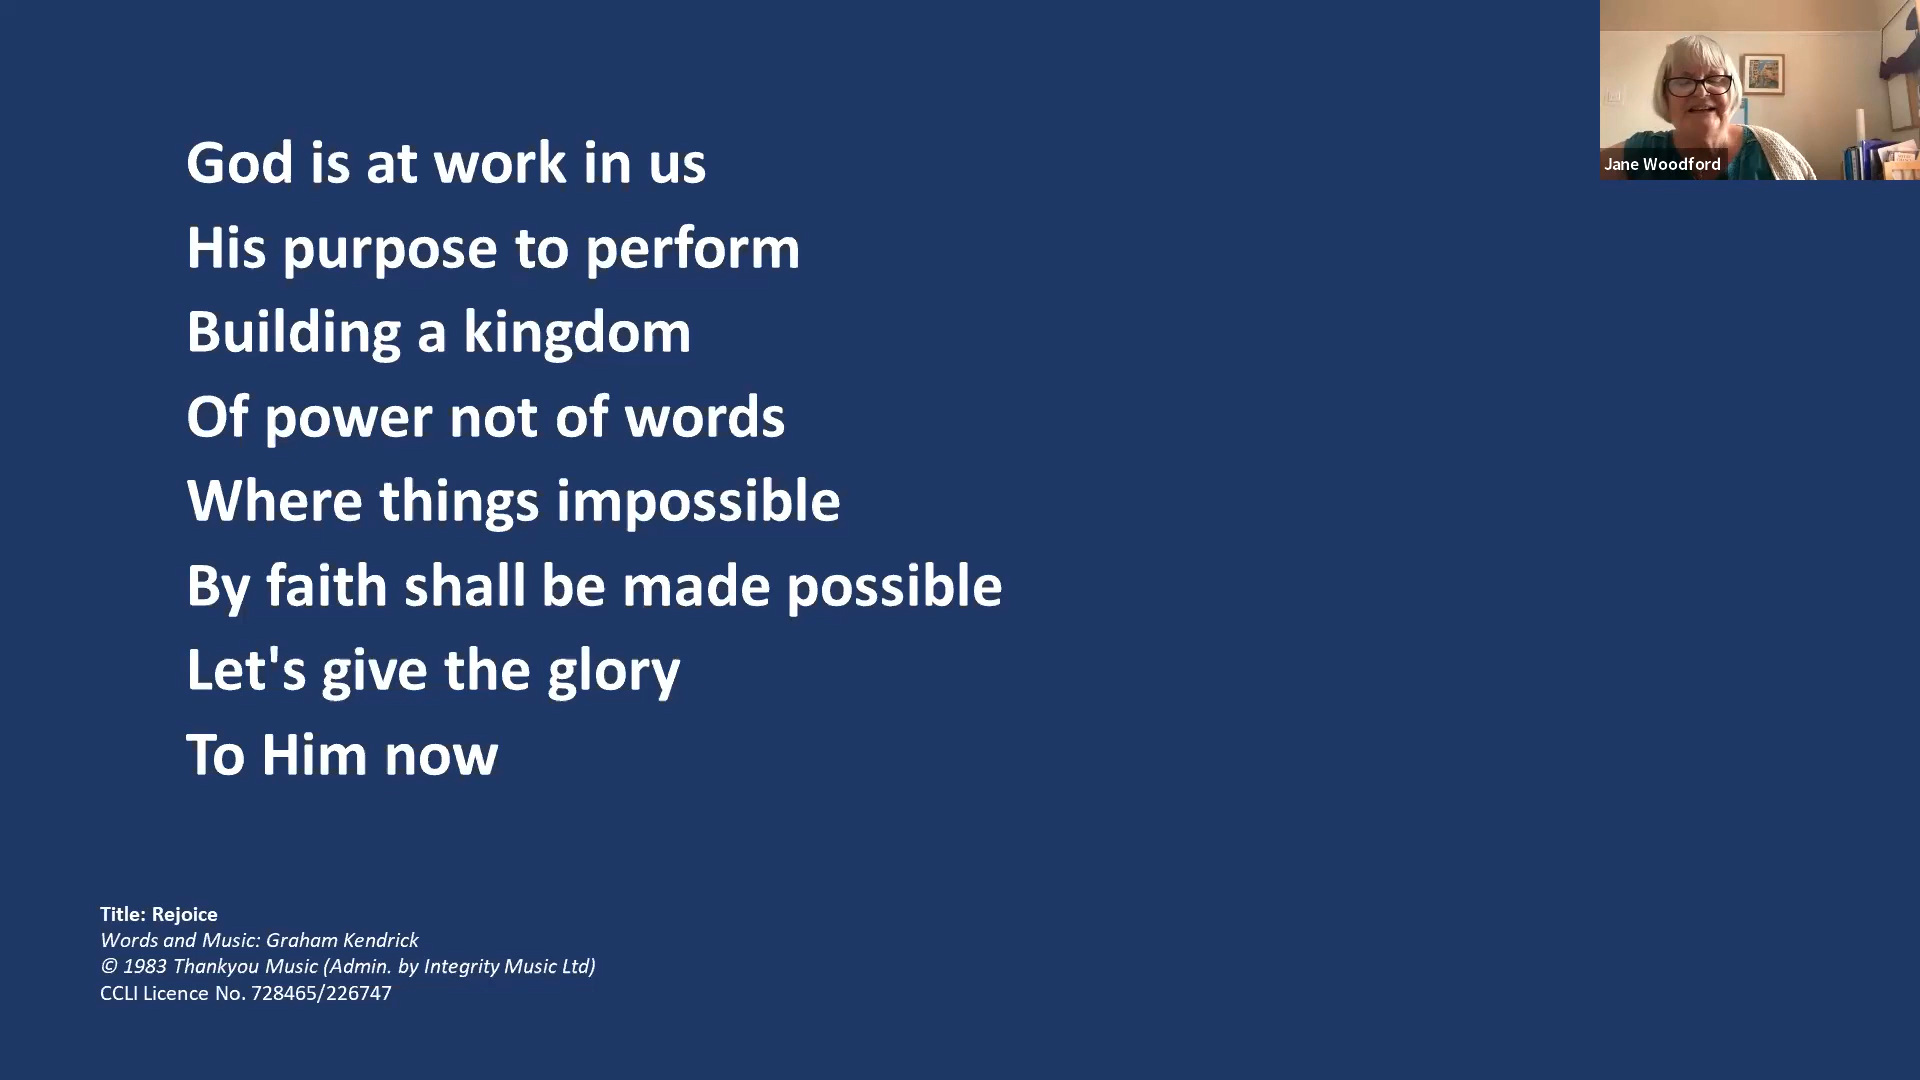 God is at work in us
His purpose to perform
Building a kingdom
Of power not of words
Where things impossible
By faith shall be made possible
Let's give the glory
To Him now
Title: Rejoice
Words and Music: Graham Kendrick
© 1983 Thankyou Music (Admin. by Integrity Music Ltd)
CCLI Licence No. 728465/226747
Jane Woodford